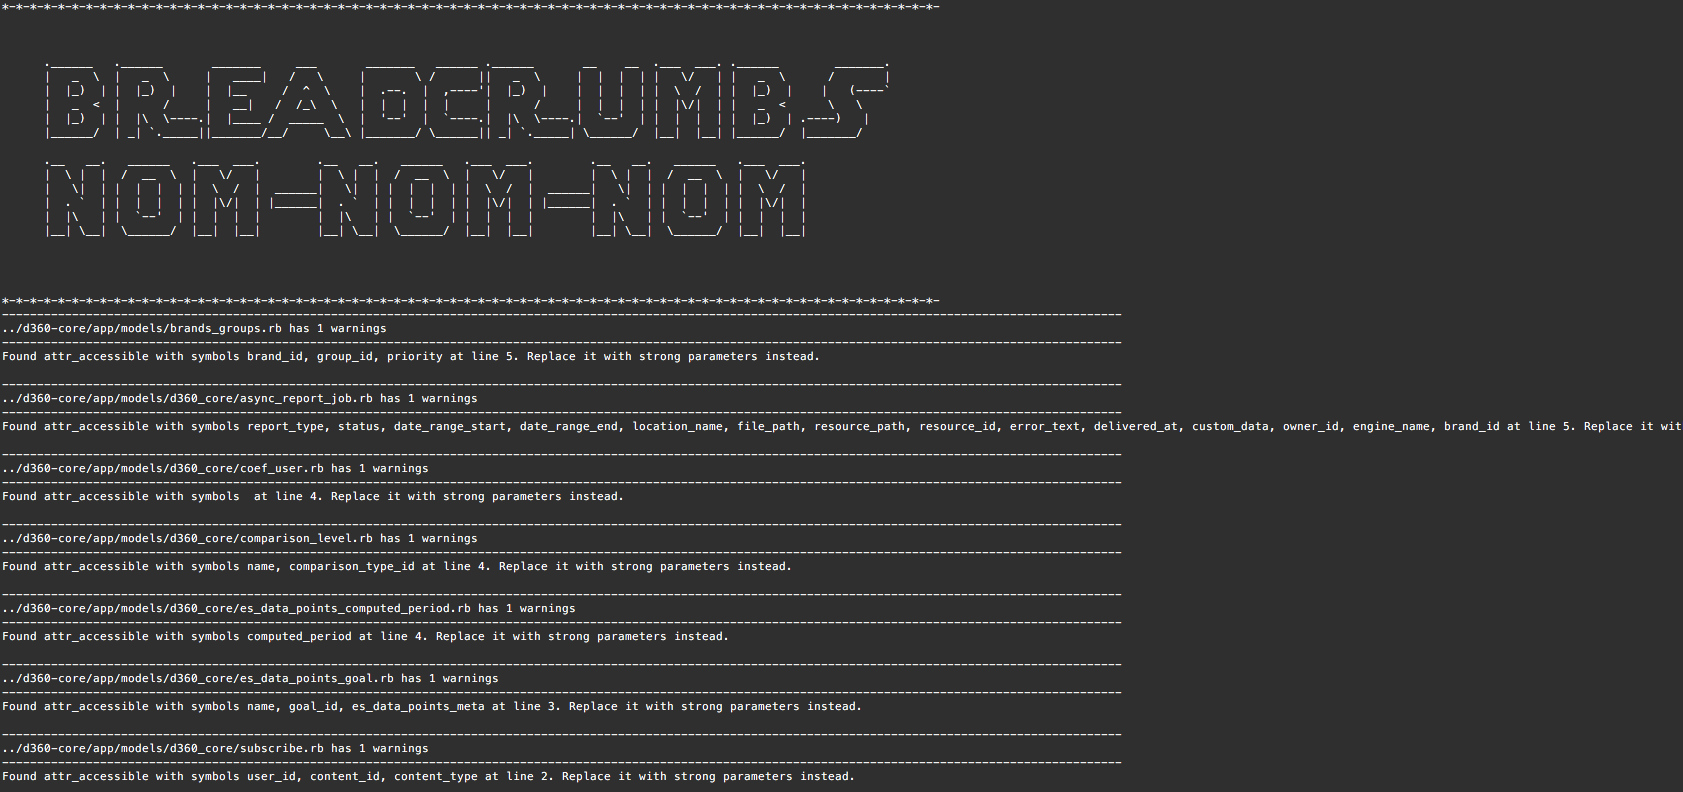 BREADCRUMBS
NOM-NOM-NOM
../d360-core/app/models/brands_groups.rb has 1 warnings
Found attr_accessible with symbols brand_id, group_id, priority at line 5. Replace it with strong parameters instead.
../d360-core/app/models/d360_core/async_report_job.rb has 1 warnings
Found attr_accessible with symbols report_type, status, date_range_start, date_range_end, location_name, file_path, resource_path, resource_id, error_text, delivered_at, custom_data, owner_id, engine_name, brand_id at line 5. Replace it wit
../d360-core/app/models/d360_core/coef_user.rb has 1 warnings
Found attr_accessible with symbols  at line 4. Replace it with strong parameters instead.
../d360-core/app/models/d360_core/comparison_level.rb has 1 warnings
Found attr_accessible with symbols name, comparison_type_id at line 4. Replace it with strong parameters instead.
../d360-core/app/models/d360_core/es_data_points_computed_period.rb has 1 warnings
Found attr_accessible with symbols computed_period at line 4. Replace it with strong parameters instead.
../d360-core/app/models/d360_core/es_data_points_goal.rb has 1 warnings
Found attr_accessible with symbols name, goal_id, es_data_points_meta at line 3. Replace it with strong parameters instead.
../d360-core/app/models/d360_core/subscribe.rb has 1 warnings
Found attr_accessible with symbols user_id, content_id, content_type at line 2. Replace it with strong parameters instead.